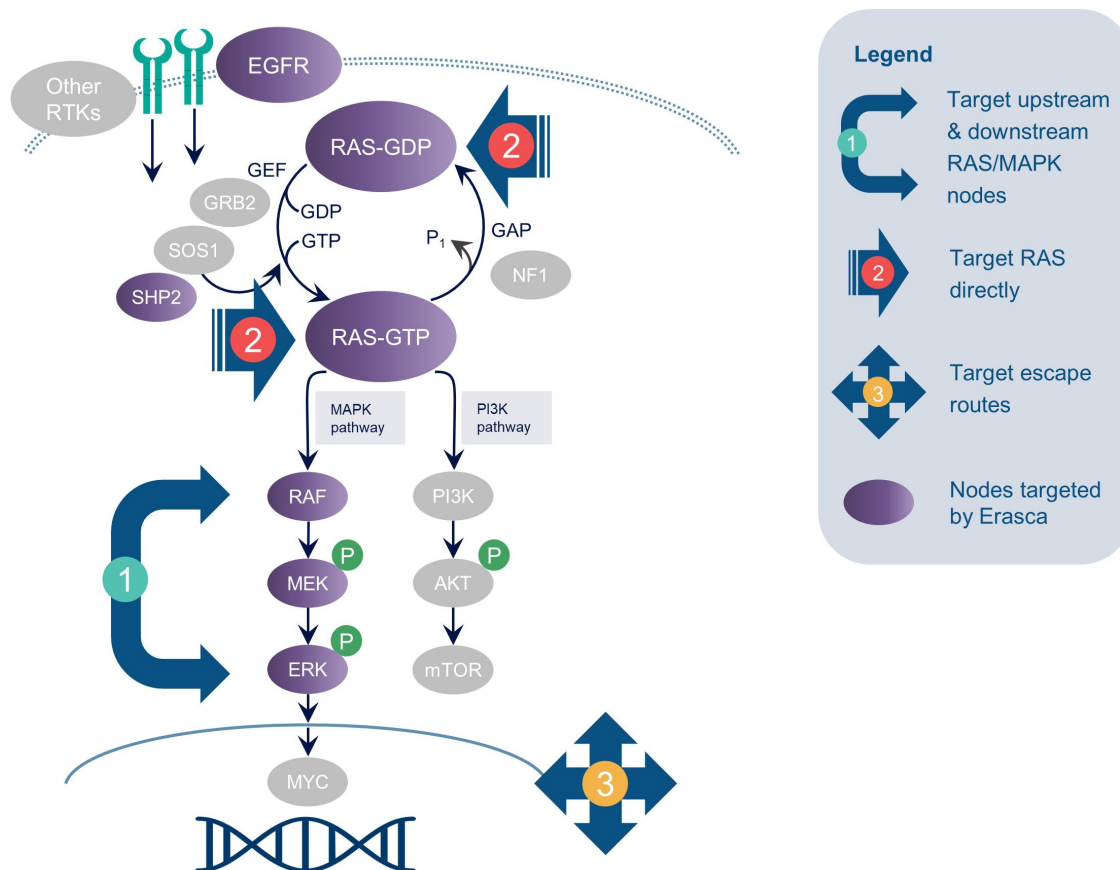 EGFR
Other
RTKs
RAS-GDP
2
GEF
GRB2
GDP
GTP
SOS1
SHP2
P1
GAP
NF1
2
RAS-GTP
MAPK
pathway
PI3K
pathway
RAF
PI3K
1
P
MEK
P
AKT
P
ERK
mTOR
MYC
3
Legend
1
Target upstream
& downstream
RAS/MAPK
nodes
2
Target RAS
directly
3
Target escape
routes
Nodes targeted
by Erasca